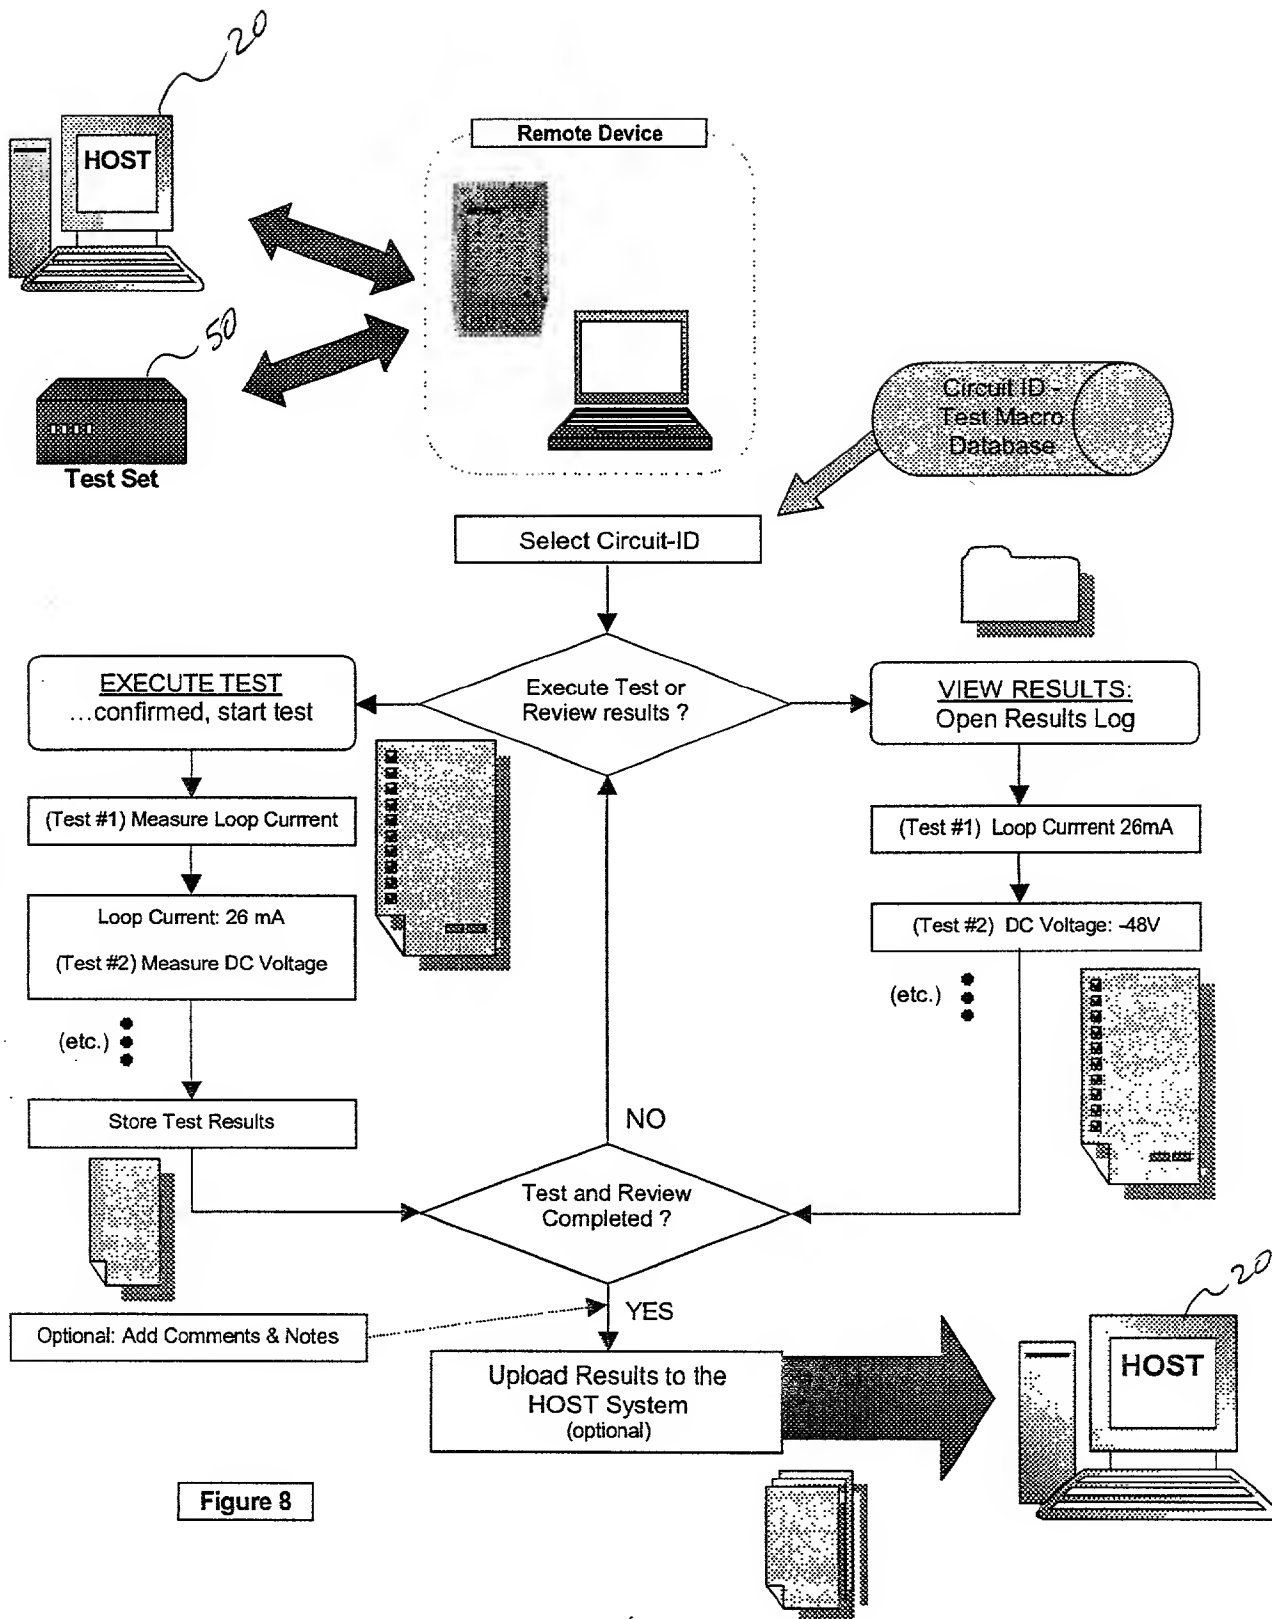 20
HOST
Remote Device
50
Test Set
Circuit ID -
Test Macro
Database
Select Circuit-ID
Execute Test or
Review results ?
EXECUTE TEST
...confirmed, start test
VIEW RESULTS:
Open Results Log
(Test #1) Measure Loop Currrent
(Test #1) Loop Currrent 26mA
Loop Current: 26 mA
(Test #2) Measure DC Voltage
(Test #2) DC Voltage: -48V
(etc.)
(etc.)
Store Test Results
NO
Test and Review
Completed ?
YES
Optional: Add Comments & Notes
Upload Results to the
HOST System
(optional)
20
HOST
Figure 8